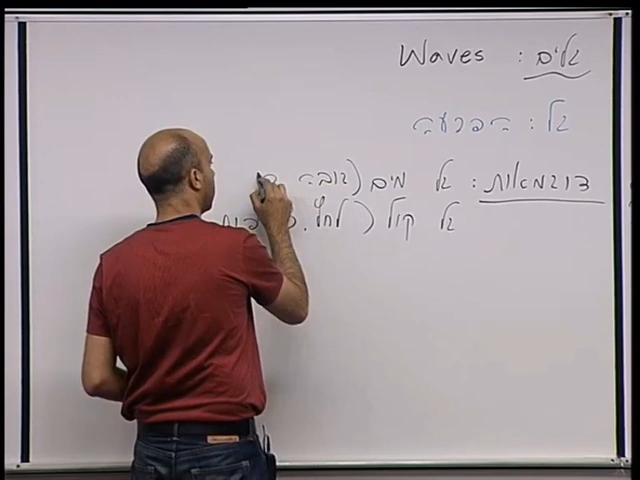 גלים : Waves
גל : הפרעה
דוגמאות : גל מים (גובה
גל קול (לחץ,